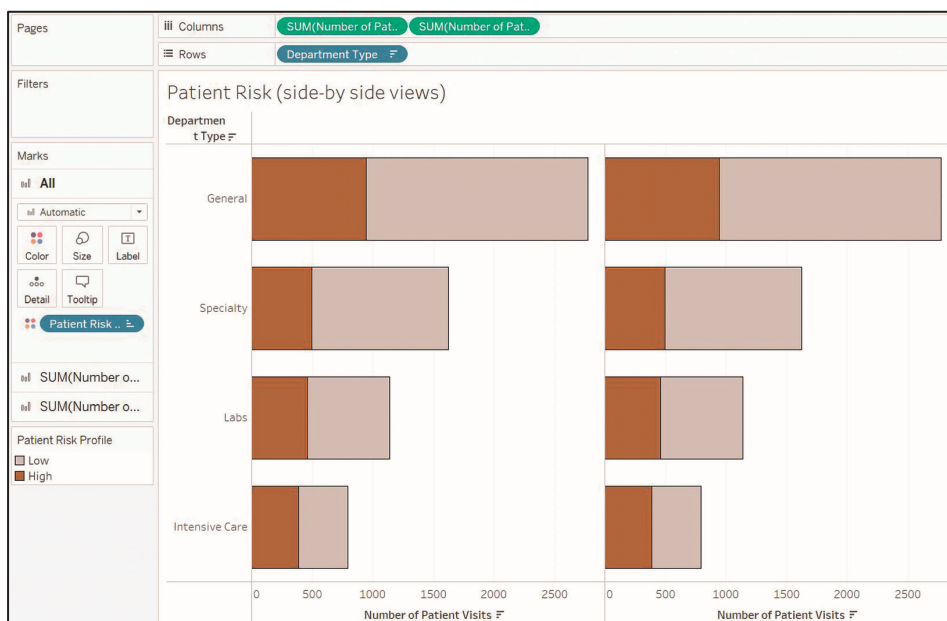 Pages
Columns
SUM(Number of Pat..
SUM(Number of Pat..
Rows
Department Type
Filters
Patient Risk (side-by side views)
Departmen
t Type
Marks
All
Automatic
Color
Size
Label
Detail
Tooltip
Patient Risk ..
SUM(Number o...
SUM(Number o...
Patient Risk Profile
Low
High
General
Specialty
Labs
Intensive Care
0 500 1000 1500 2000 2500
0 500 1000 1500 2000 2500
Number of Patient Visits
Number of Patient Visits